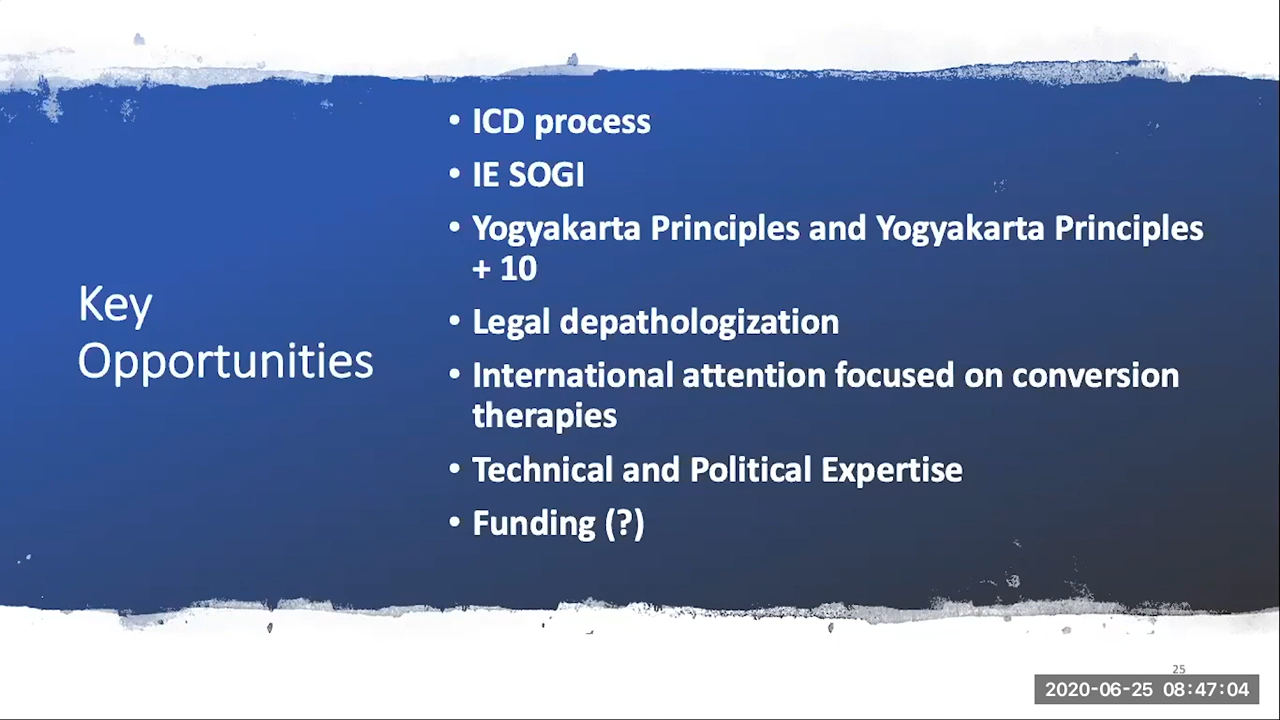 Key
Opportunities
• ICD process
• IE SOGI
• Yogyakarta Principles and Yogyakarta Principles
+ 10
• Legal depathologization
• International attention focused on conversion
therapies
• Technical and Political Expertise
• Funding (?)
25
2020-06-25 08:47:04